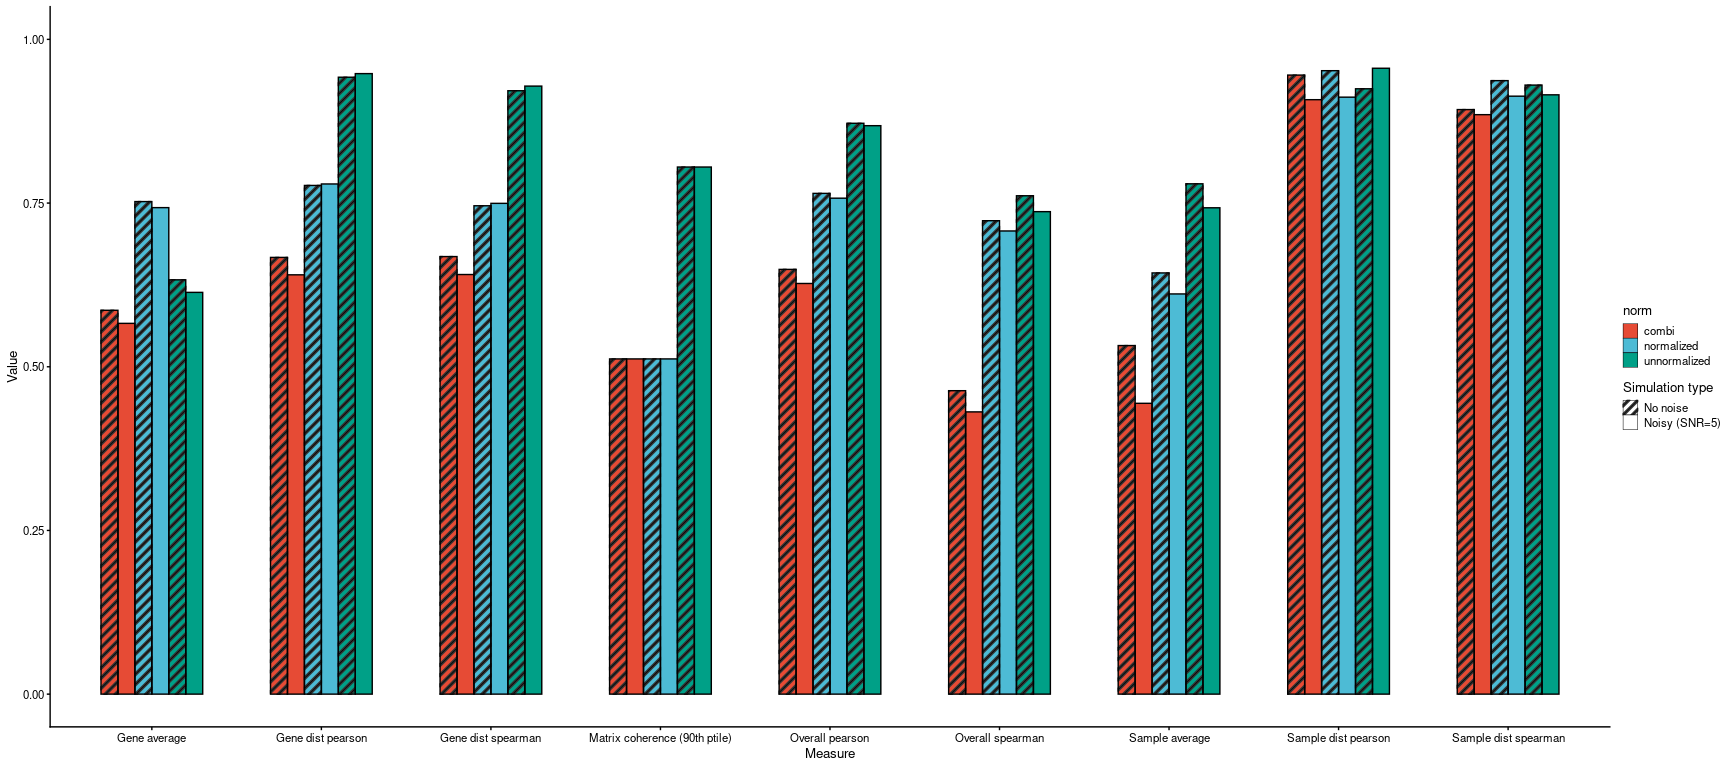 1.00
0.75
0.50
0.25
0.00
Value
Gene average
Gene dist pearson
Gene dist spearman
Matrix coherence (90th ptile)
Overall pearson
Overall spearman
Sample average
Sample dist pearson
Sample dist spearman
Measure
norm
combi
normalized
unnormalized
Simulation type
No noise
Noisy (SNR=5)